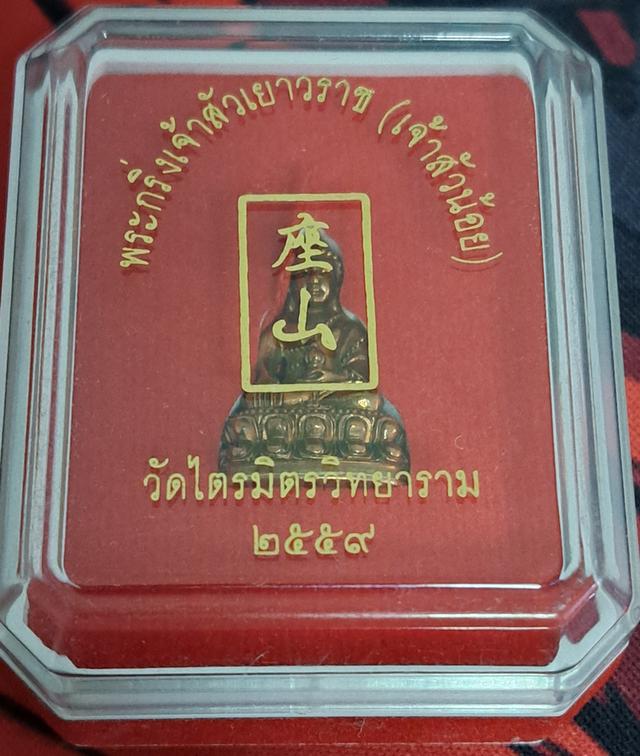 พระกริ่งเจ้าสัวเยาวราช (เจ้าสัวน้อย)
座
山
วัดไตรมิตรวิทยาราม
๒๕๕๙